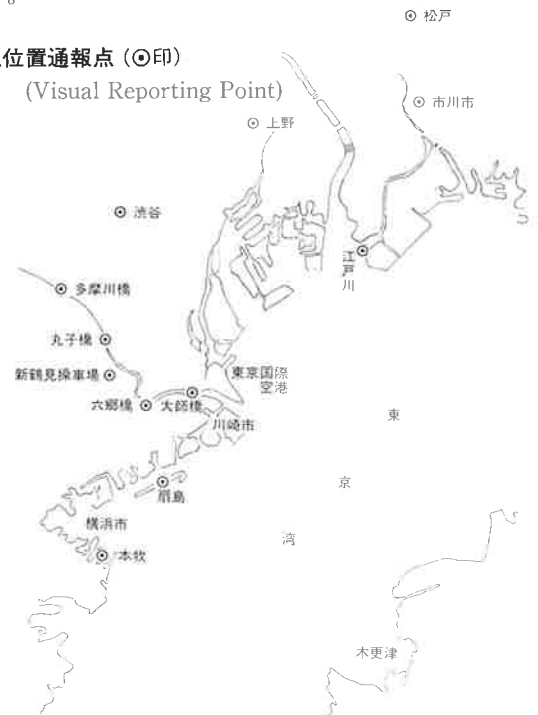 松戸
位置通報点（⦿印）
(Visual Reporting Point)
市川市
上野
渋谷
江戸川
多摩川橋
丸子橋
新鶴見操車場
東京国際
空港
六郷橋
大師橋
川崎市
東
京
湾
扇島
横浜市
本牧
木更津